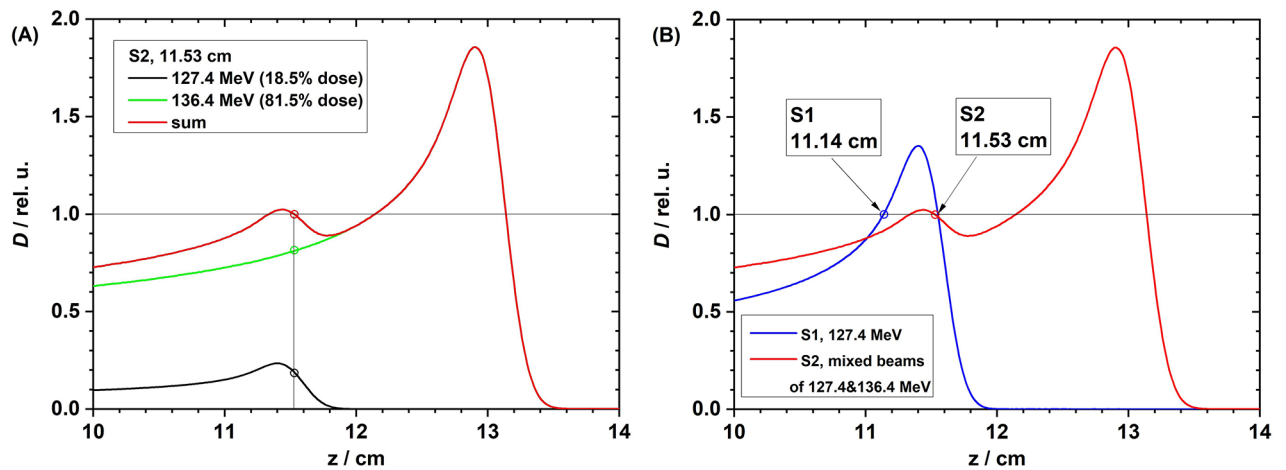 (A)
S2, 11.53 cm
127.4 MeV (18.5% dose)
136.4 MeV (81.5% dose)
sum
D / rel. u.
2.0
1.5
1.0
0.5
0.0
10
11
12
13
14
z / cm
(B)
S1
11.14 cm
S2
11.53 cm
S1, 127.4 MeV
S2, mixed beams
of 127.4&136.4 MeV
D / rel. u.
2.0
1.5
1.0
0.5
0.0
10
11
12
13
14
z / cm